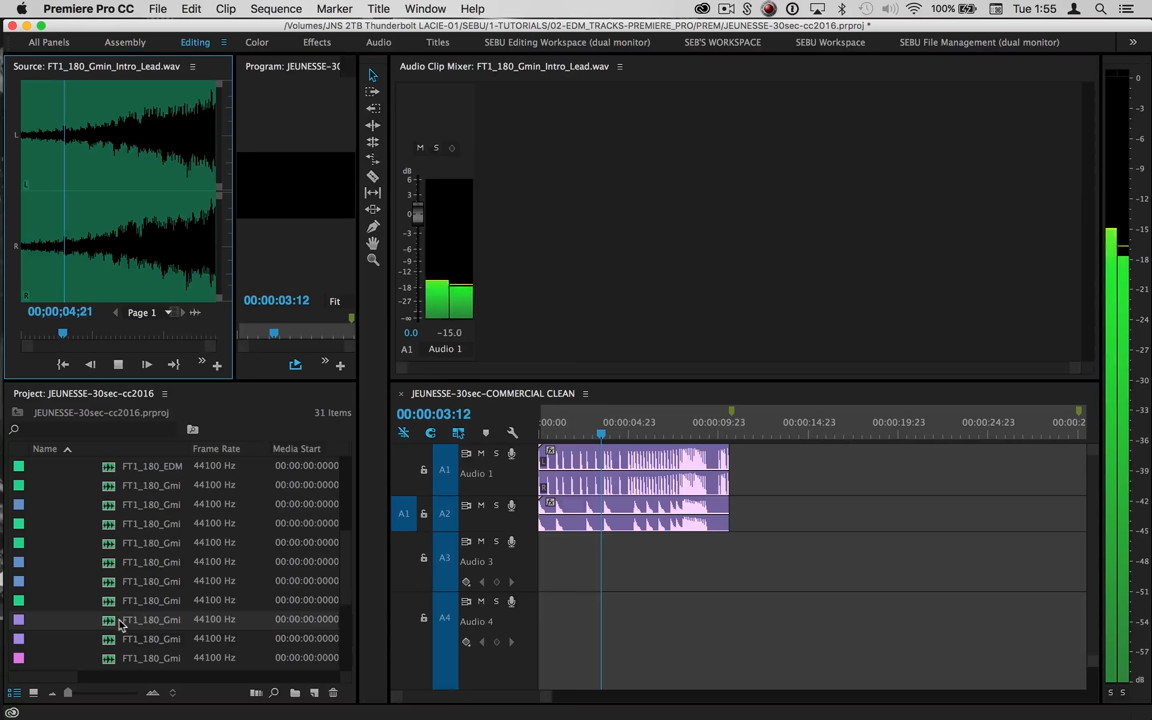 Premiere Pro CC File Edit Clip Sequence Marker Title Window Help 100% Tue 1:55
/Volumes/JNS 2TB Thunderbolt LACIE-01/SEBU/1-TUTORIALS/02-EDM_TRACKS-PREMIERE_PRO/PREM/JEUNESSE-30sec-cc2016.prproj *
All Panels Assembly Editing Color Effects Audio Titles SEBU Editing Workspace (dual monitor) SEB'S WORKSPACE SEBU Workspace SEBU File Management (dual monitor)
Source: FT1_180_Gmin_Intro_Lead.wav
Program: JEUNESSE-30
Audio Clip Mixer: FT1_180_Gmin_Intro_Lead.wav
L
L
R
R
00;00;04;21 Page 1
00:00:03:12 Fit
M S
dB
6
3
0
-3
-6
-9
-12
-18
-27
-∞
0.0 -15.0
A1 Audio 1
0
-3
-6
-9
-12
-15
-18
-21
-24
-27
-30
-33
-36
-39
-42
-45
-48
-51
-54
-57
dB
S S
Project: JEUNESSE-30sec-cc2016
JEUNESSE-30sec-cc2016.prproj 31 Items
Name Frame Rate Media Start
FT1_180_EDM 44100 Hz 00:00:00:0000
FT1_180_Gmi 44100 Hz 00:00:00:0000
FT1_180_Gmi 44100 Hz 00:00:00:0000
FT1_180_Gmi 44100 Hz 00:00:00:0000
FT1_180_Gmi 44100 Hz 00:00:00:0000
FT1_180_Gmi 44100 Hz 00:00:00:0000
FT1_180_Gmi 44100 Hz 00:00:00:0000
FT1_180_Gmi 44100 Hz 00:00:00:0000
FT1_180_Gmi 44100 Hz 00:00:00:0000
FT1_180_Gmi 44100 Hz 00:00:00:0000
FT1_180_Gmi 44100 Hz 00:00:00:0000
JEUNESSE-30sec-COMMERCIAL CLEAN
00:00:03:12
:00:00 00:00:04:23 00:00:09:23 00:00:14:23 00:00:19:23 00:00:24:23 00:00:2
A1 M S
Audio 1
L
R
A1 A2 M S
A3 M S
Audio 3
A4 M S
Audio 4